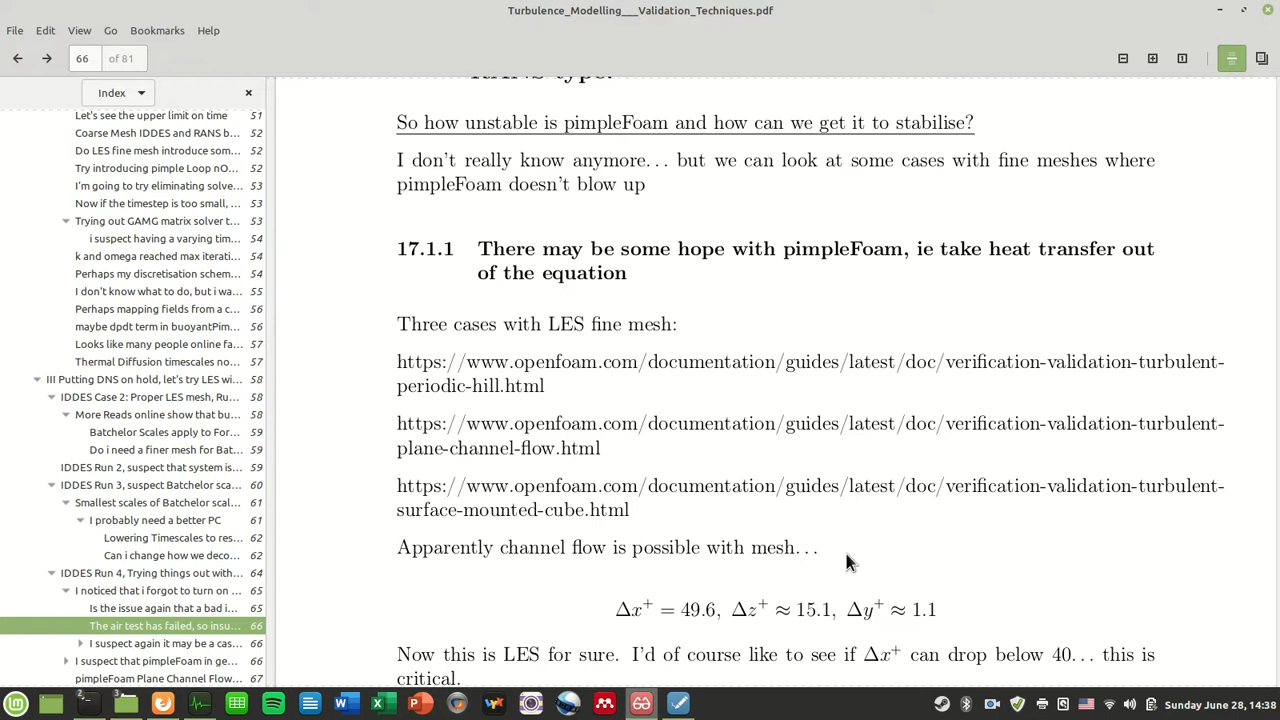 Turbulence_Modelling___Validation_Techniques.pdf
File Edit View Go Bookmarks Help
66 of 81
Index
Let's see the upper limit on time 51
Coarse Mesh IDDES and RANS b... 52
Do LES fine mesh introduce som... 52
Try introducing pimple Loop nO... 52
I'm going to try eliminating solve... 53
Now if the timestep is too small, ... 53
Trying out GAMG matrix solver t... 53
i suspect having a varying tim... 54
k and omega reached max iterati... 54
Perhaps my discretisation schem... 54
I don't know what to do, but i wa... 55
Perhaps mapping fields from a c... 56
maybe dpdt term in buoyantPim... 56
Looks like many people online fa... 57
Thermal Diffusion timescales no... 57
III Putting DNS on hold, let's try LES wi... 58
IDDES Case 2: Proper LES mesh, Ru... 58
More Reads online show that bu... 58
Batchelor Scales apply to For... 59
Do i need a finer mesh for Bat... 59
IDDES Run 2, suspect that system is... 59
IDDES Run 3, suspect Batchelor sca... 60
Smallest scales of Batchelor scal... 61
I probably need a better PC 61
Lowering Timescales to res... 62
Can i change how we deco... 62
IDDES Run 4, Trying things out with... 64
I noticed that i forgot to turn on ... 65
Is the issue again that a bad i... 65
The air test has failed, so insu... 66
I suspect again it may be a cas... 66
I suspect that pimpleFoam in ge... 66
pimpleFoam Plane Channel Flow... 67
RANS type.
So how unstable is pimpleFoam and how can we get it to stabilise?
I don't really know anymore... but we can look at some cases with fine meshes where
pimpleFoam doesn't blow up
17.1.1 There may be some hope with pimpleFoam, ie take heat transfer out
of the equation
Three cases with LES fine mesh:
https://www.openfoam.com/documentation/guides/latest/doc/verification-validation-turbulent-
periodic-hill.html
https://www.openfoam.com/documentation/guides/latest/doc/verification-validation-turbulent-
plane-channel-flow.html
https://www.openfoam.com/documentation/guides/latest/doc/verification-validation-turbulent-
surface-mounted-cube.html
Apparently channel flow is possible with mesh...
Δx⁺ = 49.6, Δz⁺ ≈ 15.1, Δy⁺ ≈ 1.1
Now this is LES for sure. I'd of course like to see if Δx⁺ can drop below 40... this is
critical.
Sunday June 28, 14:38